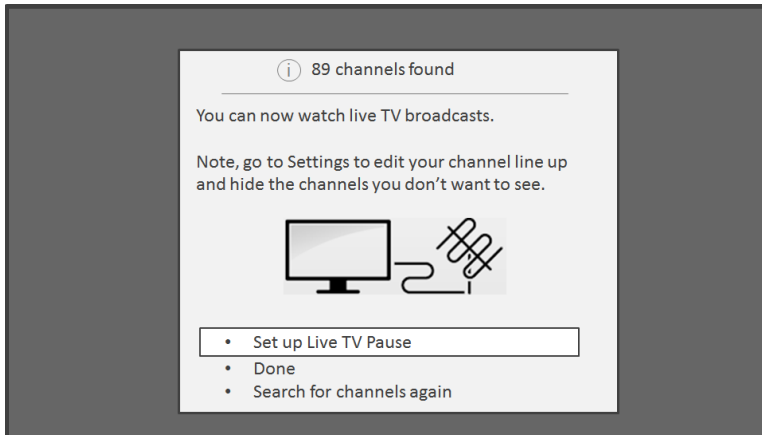 89 channels found
You can now watch live TV broadcasts.
Note, go to Settings to edit your channel line up
and hide the channels you don’t want to see.
• Set up Live TV Pause
• Done
• Search for channels again